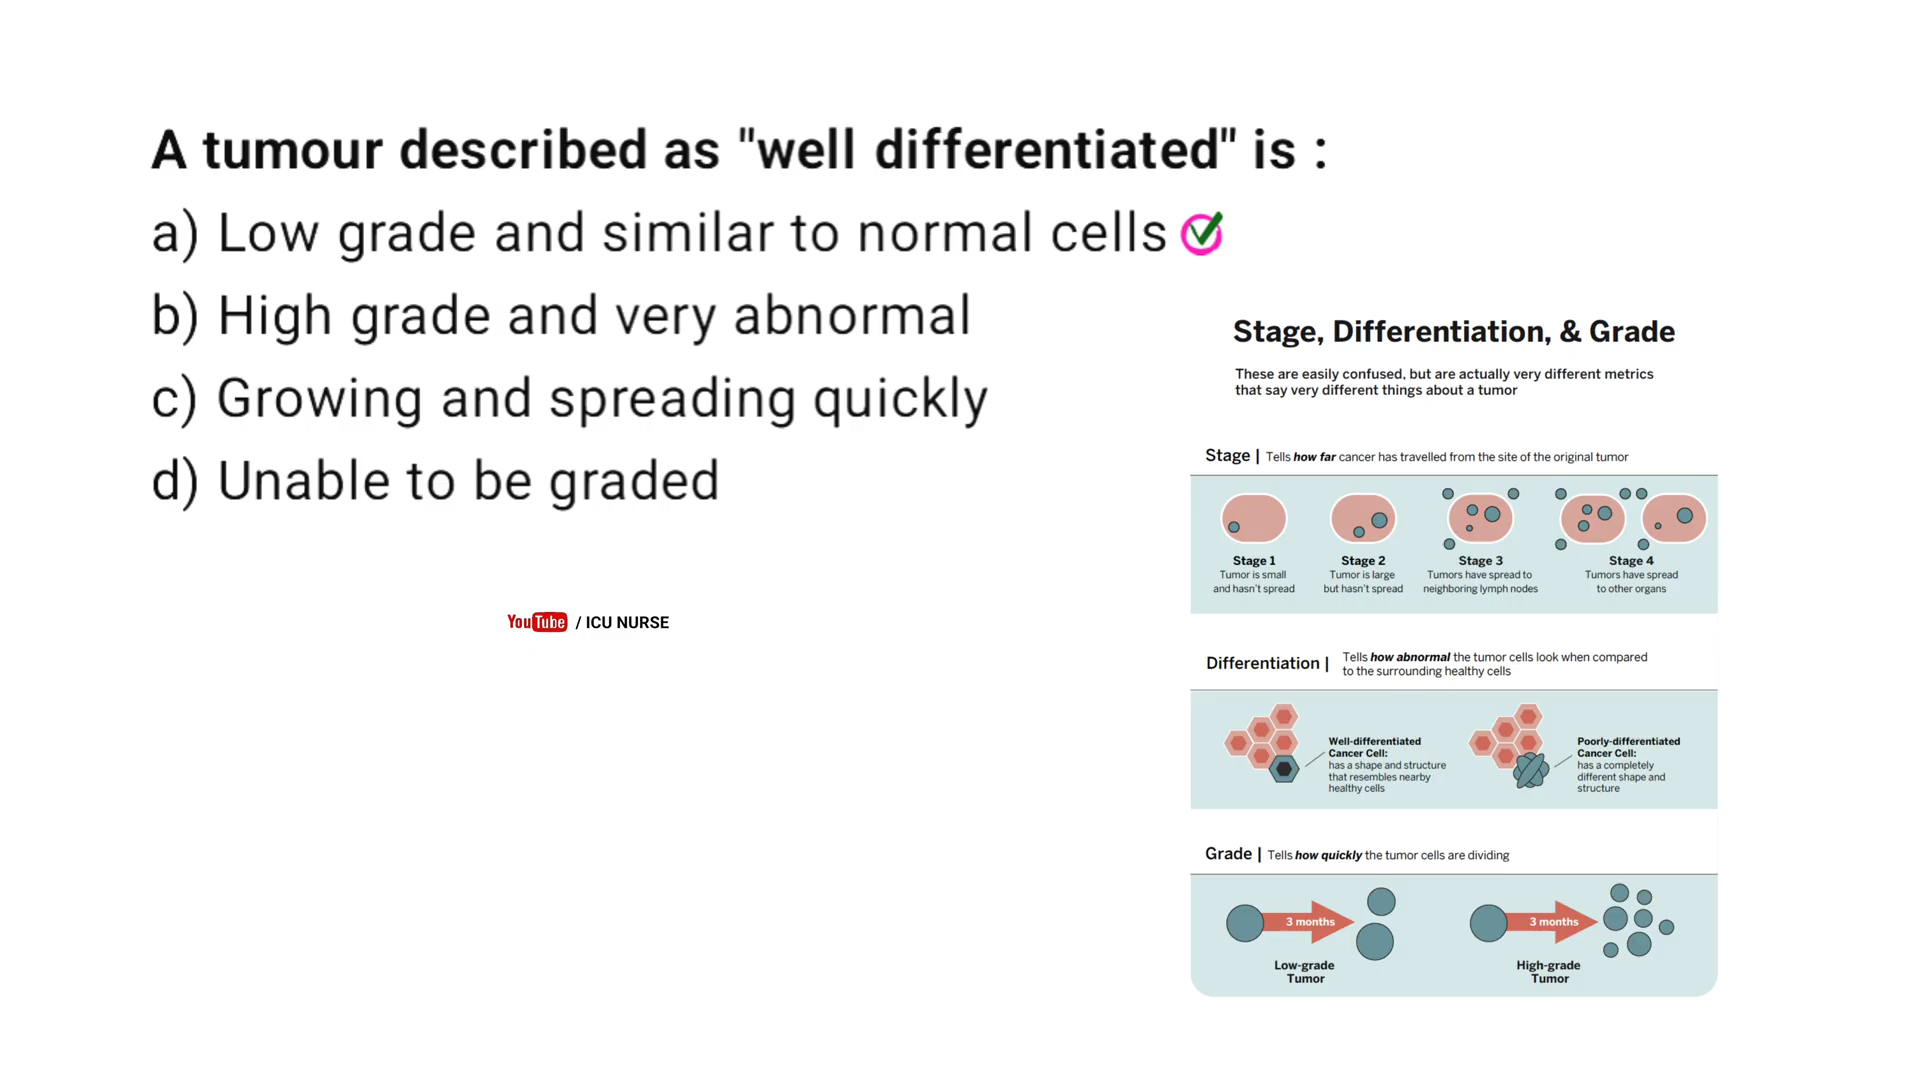 A tumour described as "well differentiated" is :
a) Low grade and similar to normal cells
b) High grade and very abnormal
c) Growing and spreading quickly
d) Unable to be graded
YouTube / ICU NURSE
Stage, Differentiation, & Grade
These are easily confused, but are actually very different metrics
that say very different things about a tumor
Stage | Tells how far cancer has travelled from the site of the original tumor
Stage 1
Tumor is small
and hasn't spread
Stage 2
Tumor is large
but hasn't spread
Stage 3
Tumors have spread to
neighboring lymph nodes
Stage 4
Tumors have spread
to other organs
Differentiation | Tells how abnormal the tumor cells look when compared
to the surrounding healthy cells
Well-differentiated
Cancer Cell:
has a shape and structure
that resembles nearby
healthy cells
Poorly-differentiated
Cancer Cell:
has a completely
different shape and
structure
Grade | Tells how quickly the tumor cells are dividing
3 months
Low-grade
Tumor
3 months
High-grade
Tumor